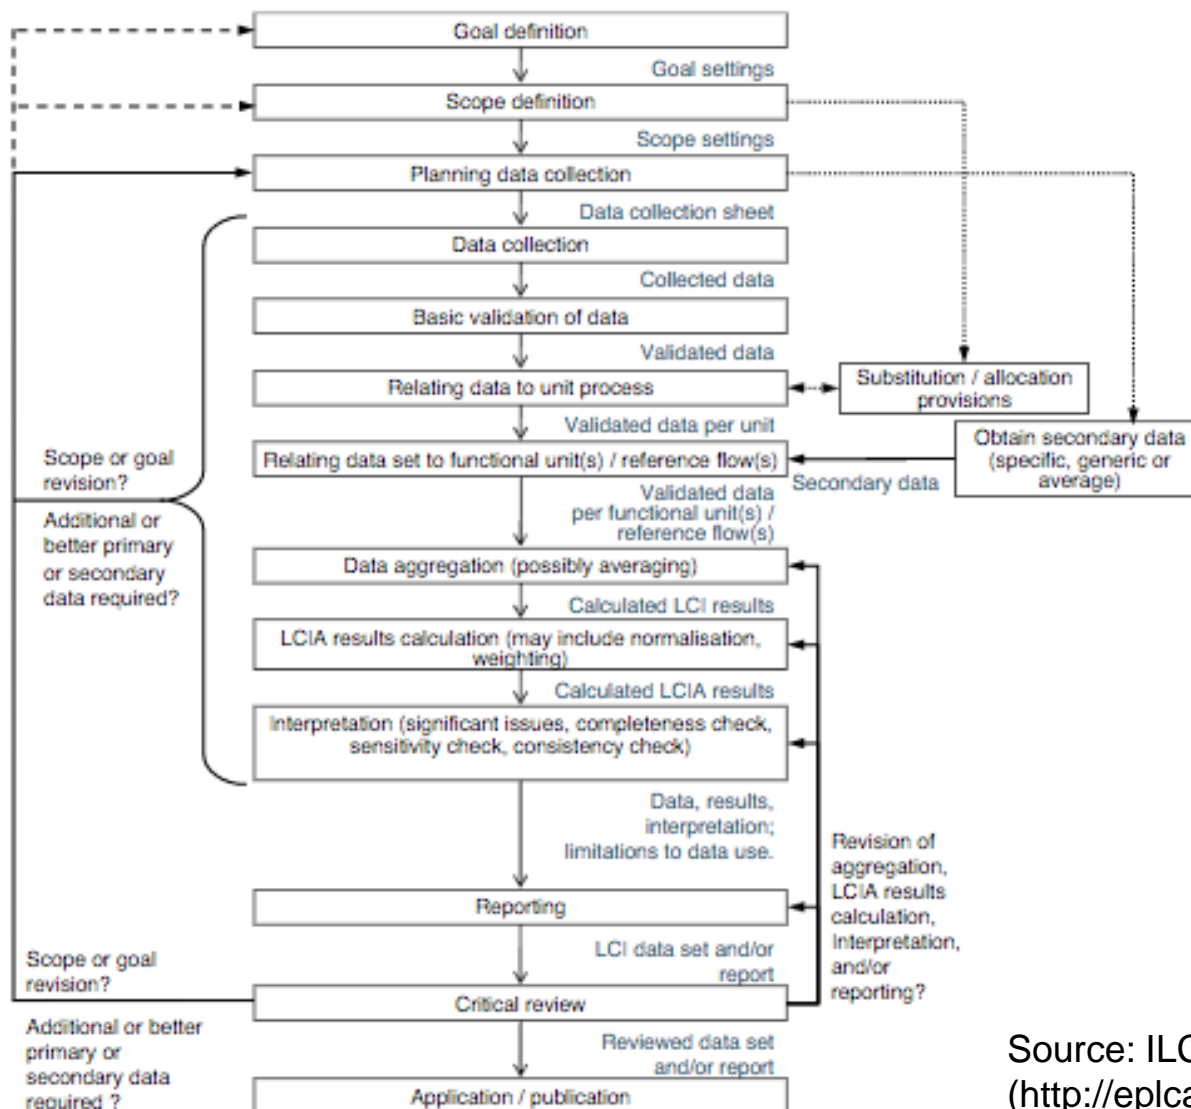 Goal definition
Goal settings
Scope definition
Scope settings
Planning data collection
Data collection sheet
Data collection
Collected data
Basic validation of data
Validated data
Relating data to unit process
Substitution / allocation
provisions
Validated data per unit
Obtain secondary data
(specific, generic or
average)
Relating data set to functional unit(s) / reference flow(s)
Secondary data
Scope or goal
revision?
Additional or
better primary
or secondary
data required?
Validated data
per functional unit(s) /
reference flow(s)
Data aggregation (possibly averaging)
Calculated LCI results
LCIA results calculation (may include normalisation,
weighting)
Calculated LCIA results
Interpretation (significant issues, completeness check,
sensitivity check, consistency check)
Data, results,
interpretation;
limitations to data use.
Revision of
aggregation,
LCIA results
calculation,
Interpretation,
and/or
reporting?
Reporting
LCI data set and/or
report
Scope or goal
revision?
Critical review
Additional or better
primary or
secondary data
required ?
Reviewed data set
and/or report
Application / publication
Source: ILC
(http://eplca